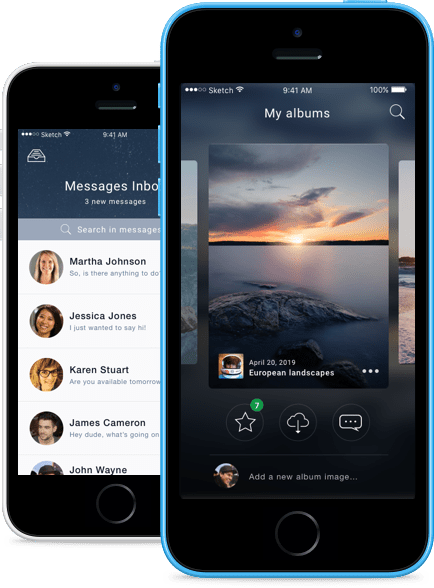 Sketch
9:41 AM
Messages Inbo
3 new messages
Search in messages
Martha Johnson
So, is there anything to do
Jessica Jones
I just wanted to say hi!
Karen Stuart
Are you available tomorrow
James Cameron
Hey dude, what's going on
John Wayne
Sketch
9:41 AM
100%
My albums
April 20, 2019
European landscapes
7
Add a new album image...